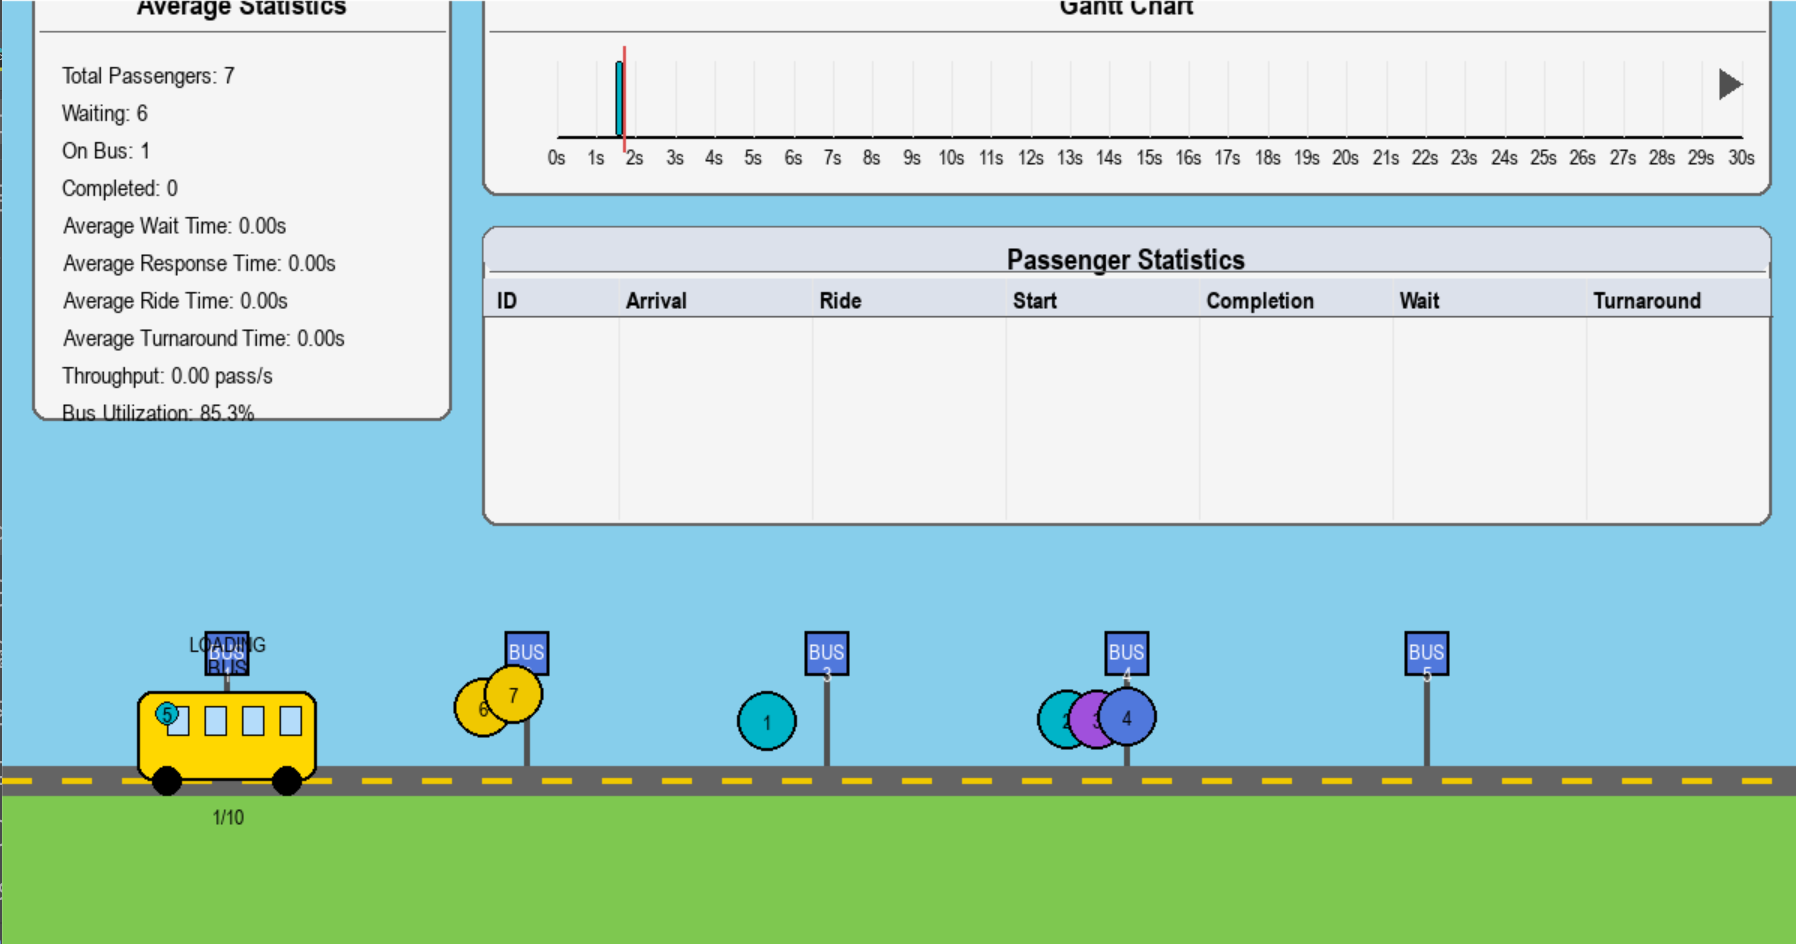 Average Statistics
Total Passengers: 7
Waiting: 6
On Bus: 1
Completed: 0
Average Wait Time: 0.00s
Average Response Time: 0.00s
Average Ride Time: 0.00s
Average Turnaround Time: 0.00s
Throughput: 0.00 pass/s
Bus Utilization: 85.3%
Gantt Chart
0s 1s 2s 3s 4s 5s 6s 7s 8s 9s 10s 11s 12s 13s 14s 15s 16s 17s 18s 19s 20s 21s 22s 23s 24s 25s 26s 27s 28s 29s 30s
Passenger Statistics
ID Arrival Ride Start Completion Wait Turnaround
LOADING
BUS
BUS
1
5
1/10
BUS
6 7
BUS
3
1
BUS
4
2 3 4
BUS
5